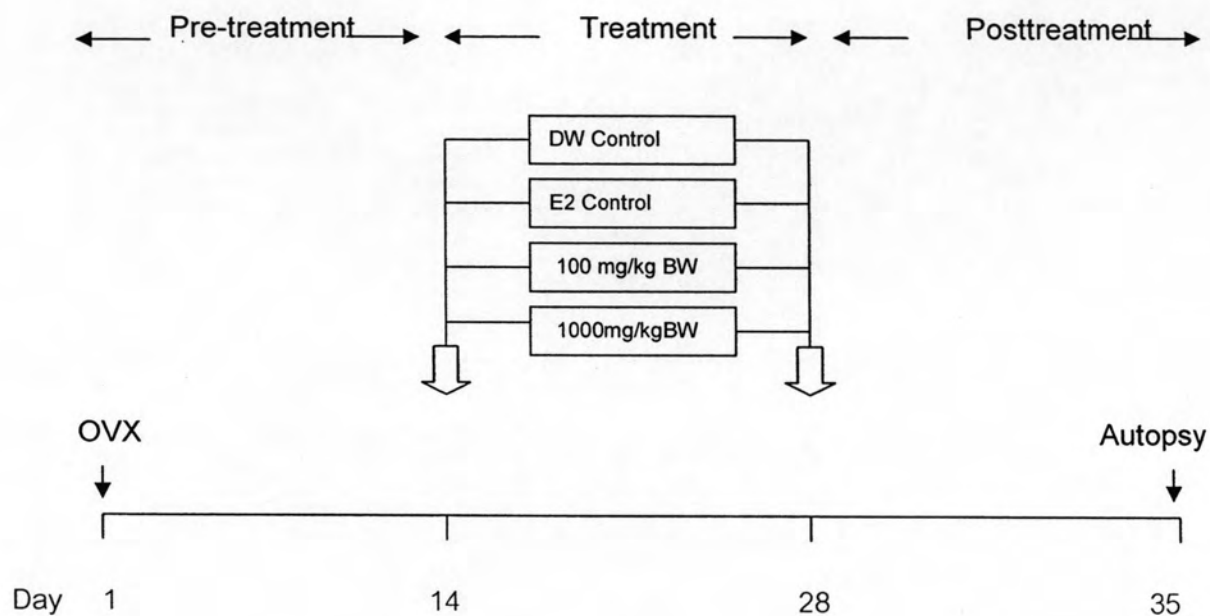 Pre-treatment Treatment Posttreatment
DW Control
E2 Control
100 mg/kg BW
1000mg/kgBW
OVX Autopsy
Day 1 14 28 35